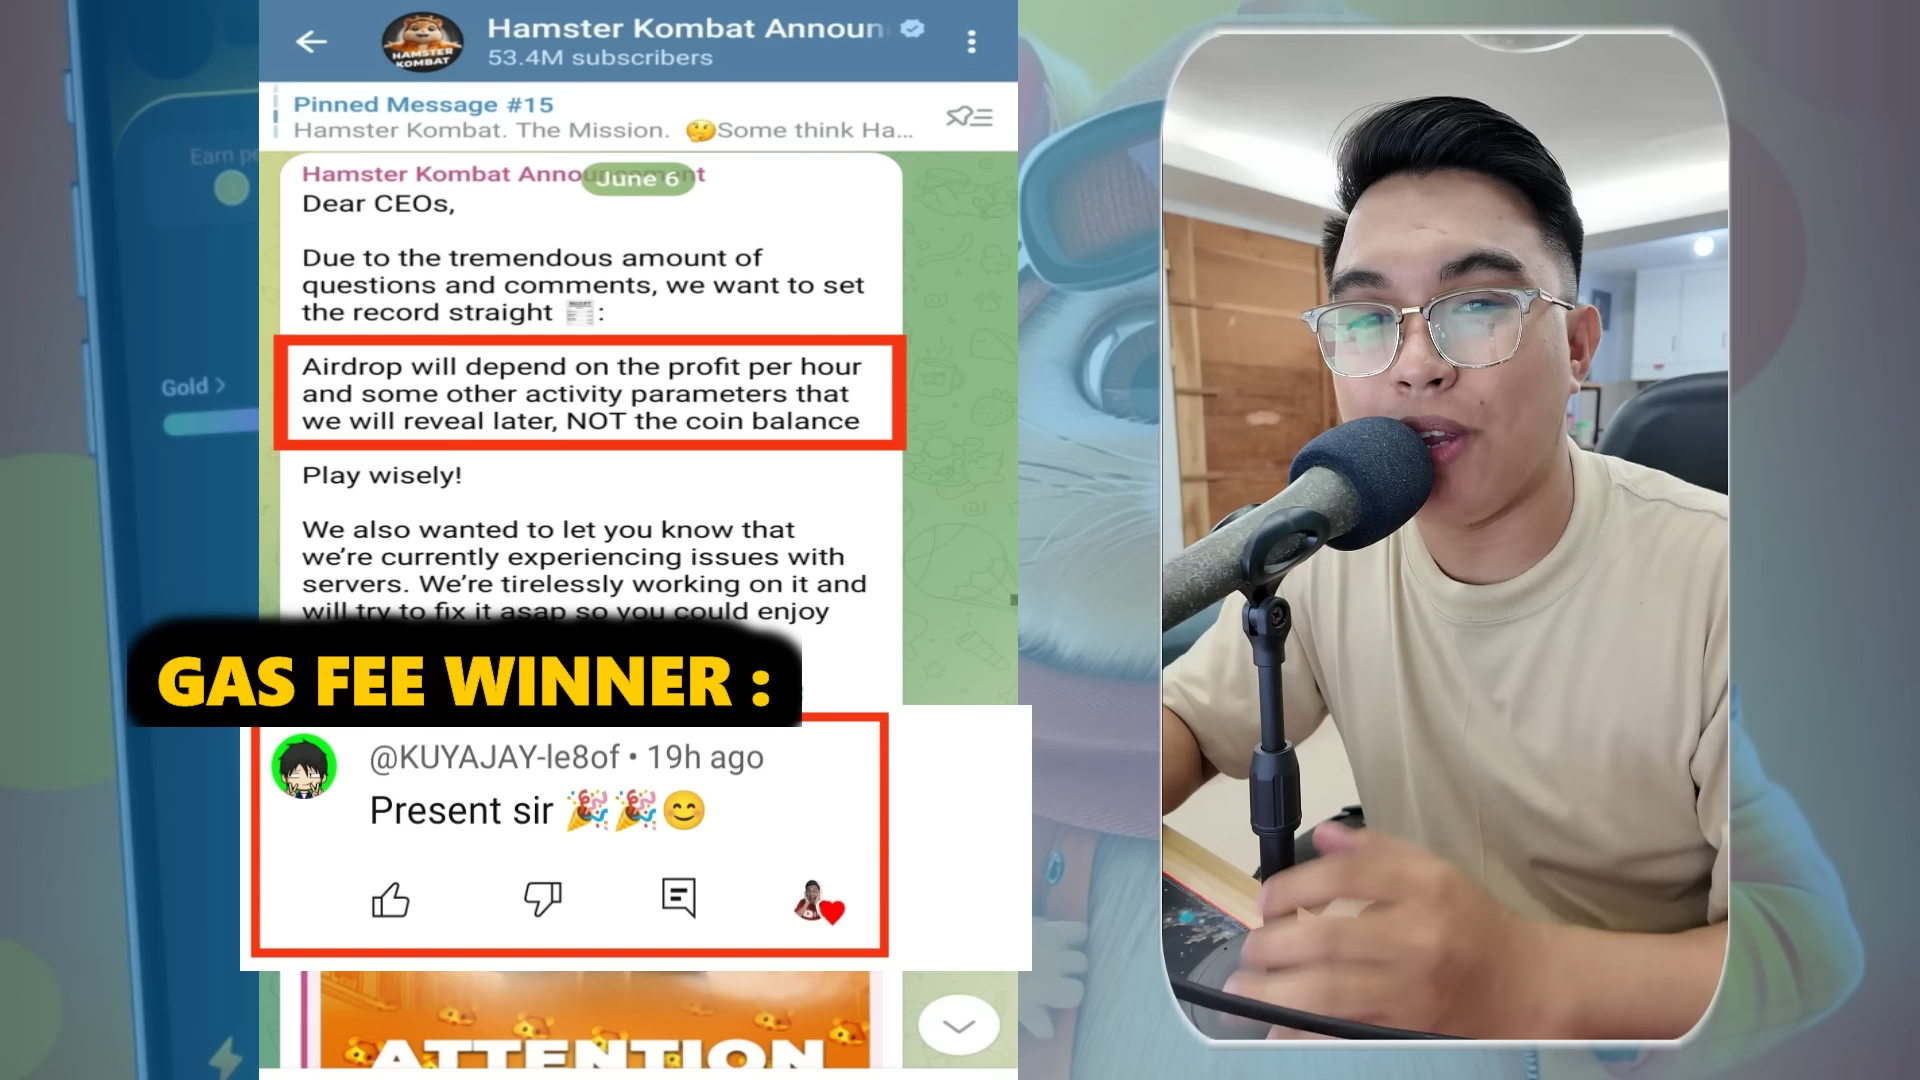 Hamster Kombat Announ
53.4M subscribers
HAMSTER
KOMBAT
Pinned Message #15
Hamster Kombat. The Mission. 🤔Some think Ha...
Hamster Kombat Anno
June 6
Dear CEOs,
Due to the tremendous amount of
questions and comments, we want to set
the record straight 🧾:
Airdrop will depend on the profit per hour
and some other activity parameters that
we will reveal later, NOT the coin balance
Play wisely!
We also wanted to let you know that
we're currently experiencing issues with
servers. We're tirelessly working on it and
will try to fix it asap so you could enjoy
GAS FEE WINNER :
@KUYAJAY-le8of • 19h ago
Present sir 🎉🎉😊
ATTENTION
Earn pe
Gold >